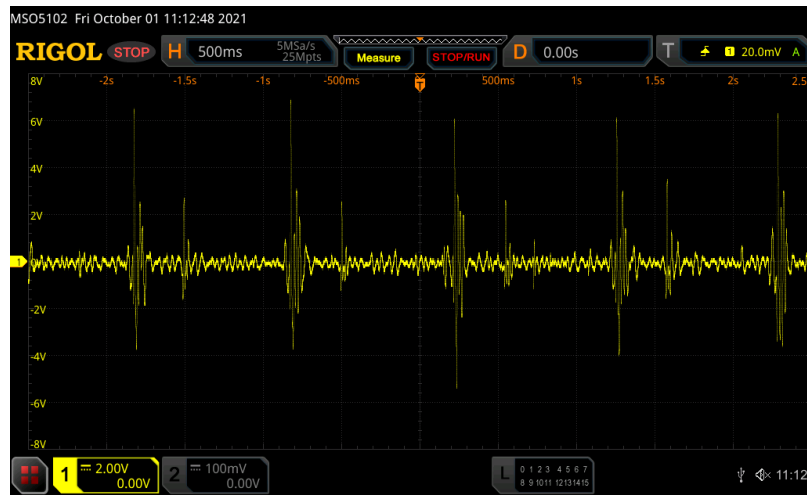 MSO5102 Fri October 01 11:12:48 2021
RIGOL STOP H 500ms 5MSa/s 25Mpts Measure STOP/RUN D 0.00s T 1 20.0mV A
8V -2s -1.5s -1s -500ms T 500ms 1s 1.5s 2s 2.5
6V
4V
2V
1 0V
-2V
-4V
-6V
-8V
1 2.00V 0.00V 2 100mV 0.00V L 0 1 2 3 4 5 6 7 8 9 10 11 12 13 14 15 11:12